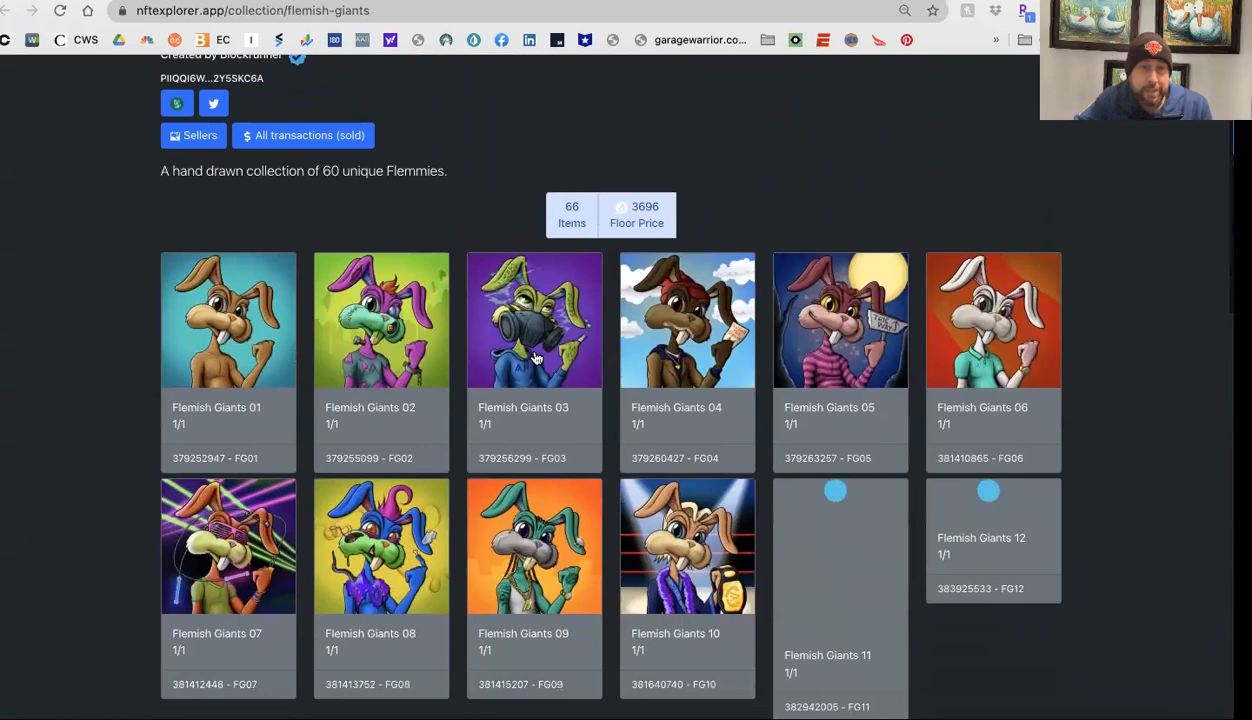 nftexplorer.app/collection/flemish-giants
CWS
EC
garagewarrior.co...
»
Created by Blockrunner
PIIQQI6W...2Y5SKC6A
Sellers
$ All transactions (sold)
A hand drawn collection of 60 unique Flemmies.
66
Items
3696
Floor Price
THIS WAY!
Flemish Giants 01
1/1
379252947 - FG01
Flemish Giants 02
1/1
379255099 - FG02
Flemish Giants 03
1/1
379256299 - FG03
Flemish Giants 04
1/1
379260427 - FG04
Flemish Giants 05
1/1
379263257 - FG05
Flemish Giants 06
1/1
381410865 - FG06
Flemish Giants 07
1/1
381412448 - FG07
Flemish Giants 08
1/1
381413752 - FG08
Flemish Giants 09
1/1
381415207 - FG09
Flemish Giants 10
1/1
381640740 - FG10
Flemish Giants 11
1/1
382942005 - FG11
Flemish Giants 12
1/1
383925533 - FG12